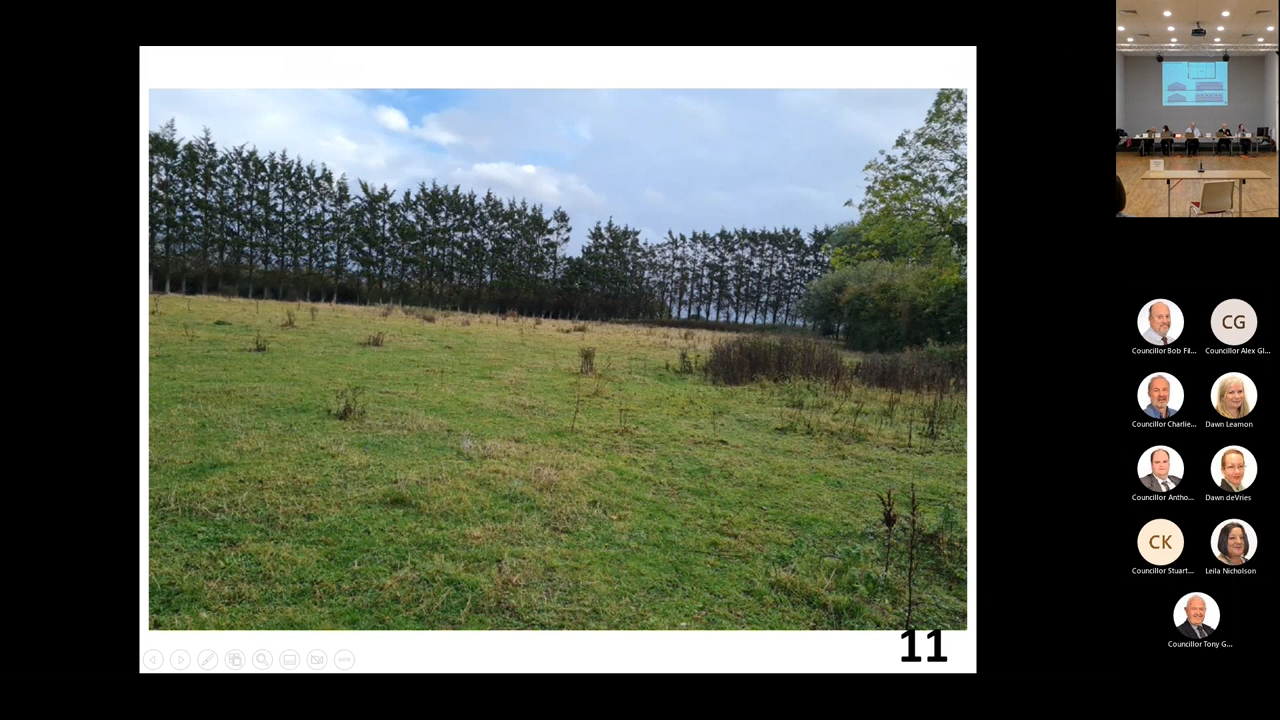 11
CG
Councillor Bob Fil...
Councillor Alex Gl...
Councillor Charlie...
Dawn Leamon
Councillor Antho...
Dawn deVries
CK
Councillor Stuart...
Leila Nicholson
Councillor Tony G...